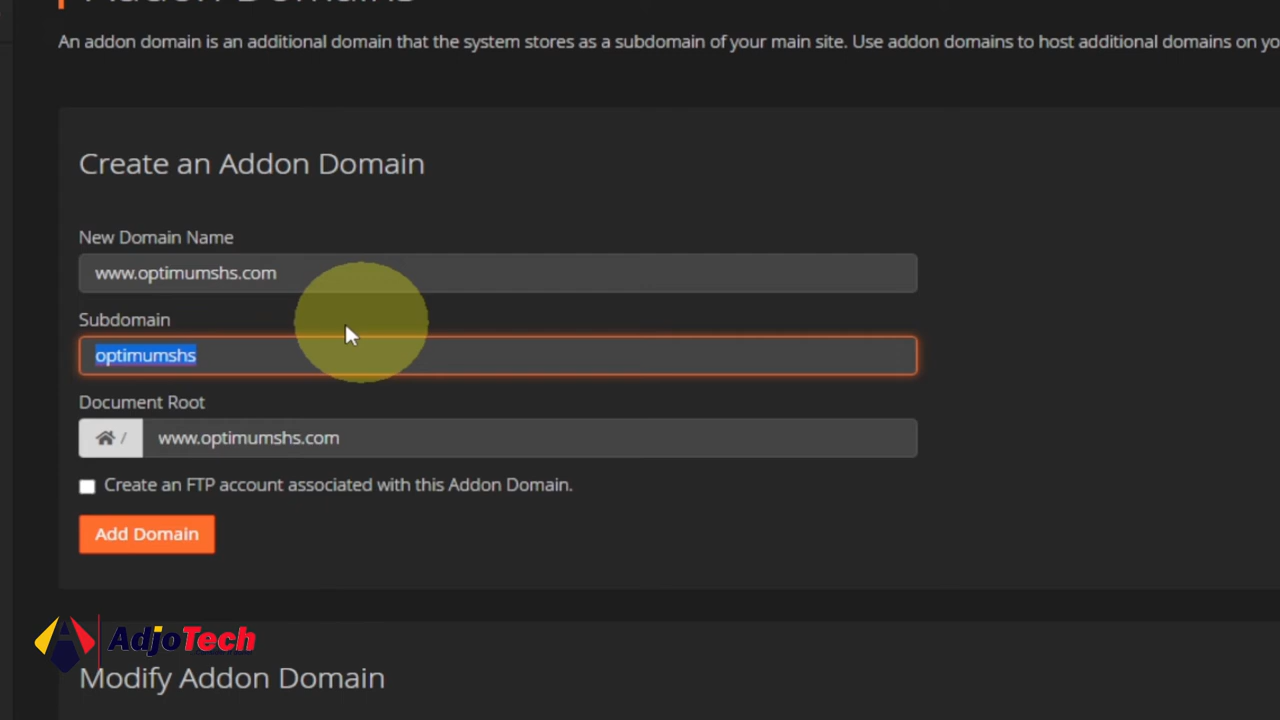 Addon Domains
An addon domain is an additional domain that the system stores as a subdomain of your main site. Use addon domains to host additional domains on
Create an Addon Domain
New Domain Name
www.optimumshs.com
Subdomain
optimumshs
Document Root
/ www.optimumshs.com
Create an FTP account associated with this Addon Domain.
Add Domain
AdjoTech
Modify Addon Domain